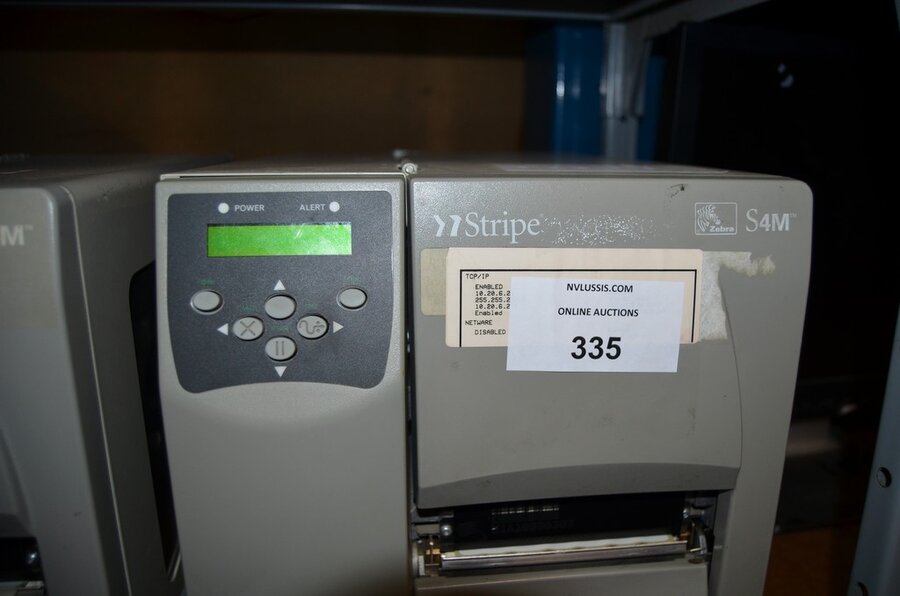 M™
POWER
ALERT
Stripe
Zebra
S4M™
TCP/IP
ENABLED
10.20.6.2
255.255.2
10.20.6.2
Enabled
NETWARE
DISABLED
NVLUSSIS.COM
ONLINE AUCTIONS
335